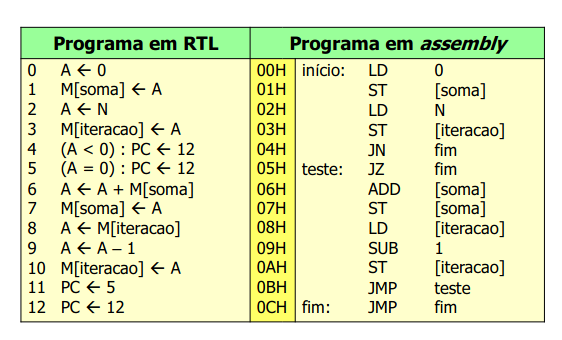 Programa em RTL Programa em assembly
0 A ← 0 00H início: LD 0
1 M[soma] ← A 01H ST [soma]
2 A ← N 02H LD N
3 M[iteracao] ← A 03H ST [iteracao]
4 (A < 0) : PC ← 12 04H JN fim
5 (A = 0) : PC ← 12 05H teste: JZ fim
6 A ← A + M[soma] 06H ADD [soma]
7 M[soma] ← A 07H ST [soma]
8 A ← M[iteracao] 08H LD [iteracao]
9 A ← A – 1 09H SUB 1
10 M[iteracao] ← A 0AH ST [iteracao]
11 PC ← 5 0BH JMP teste
12 PC ← 12 0CH fim: JMP fim